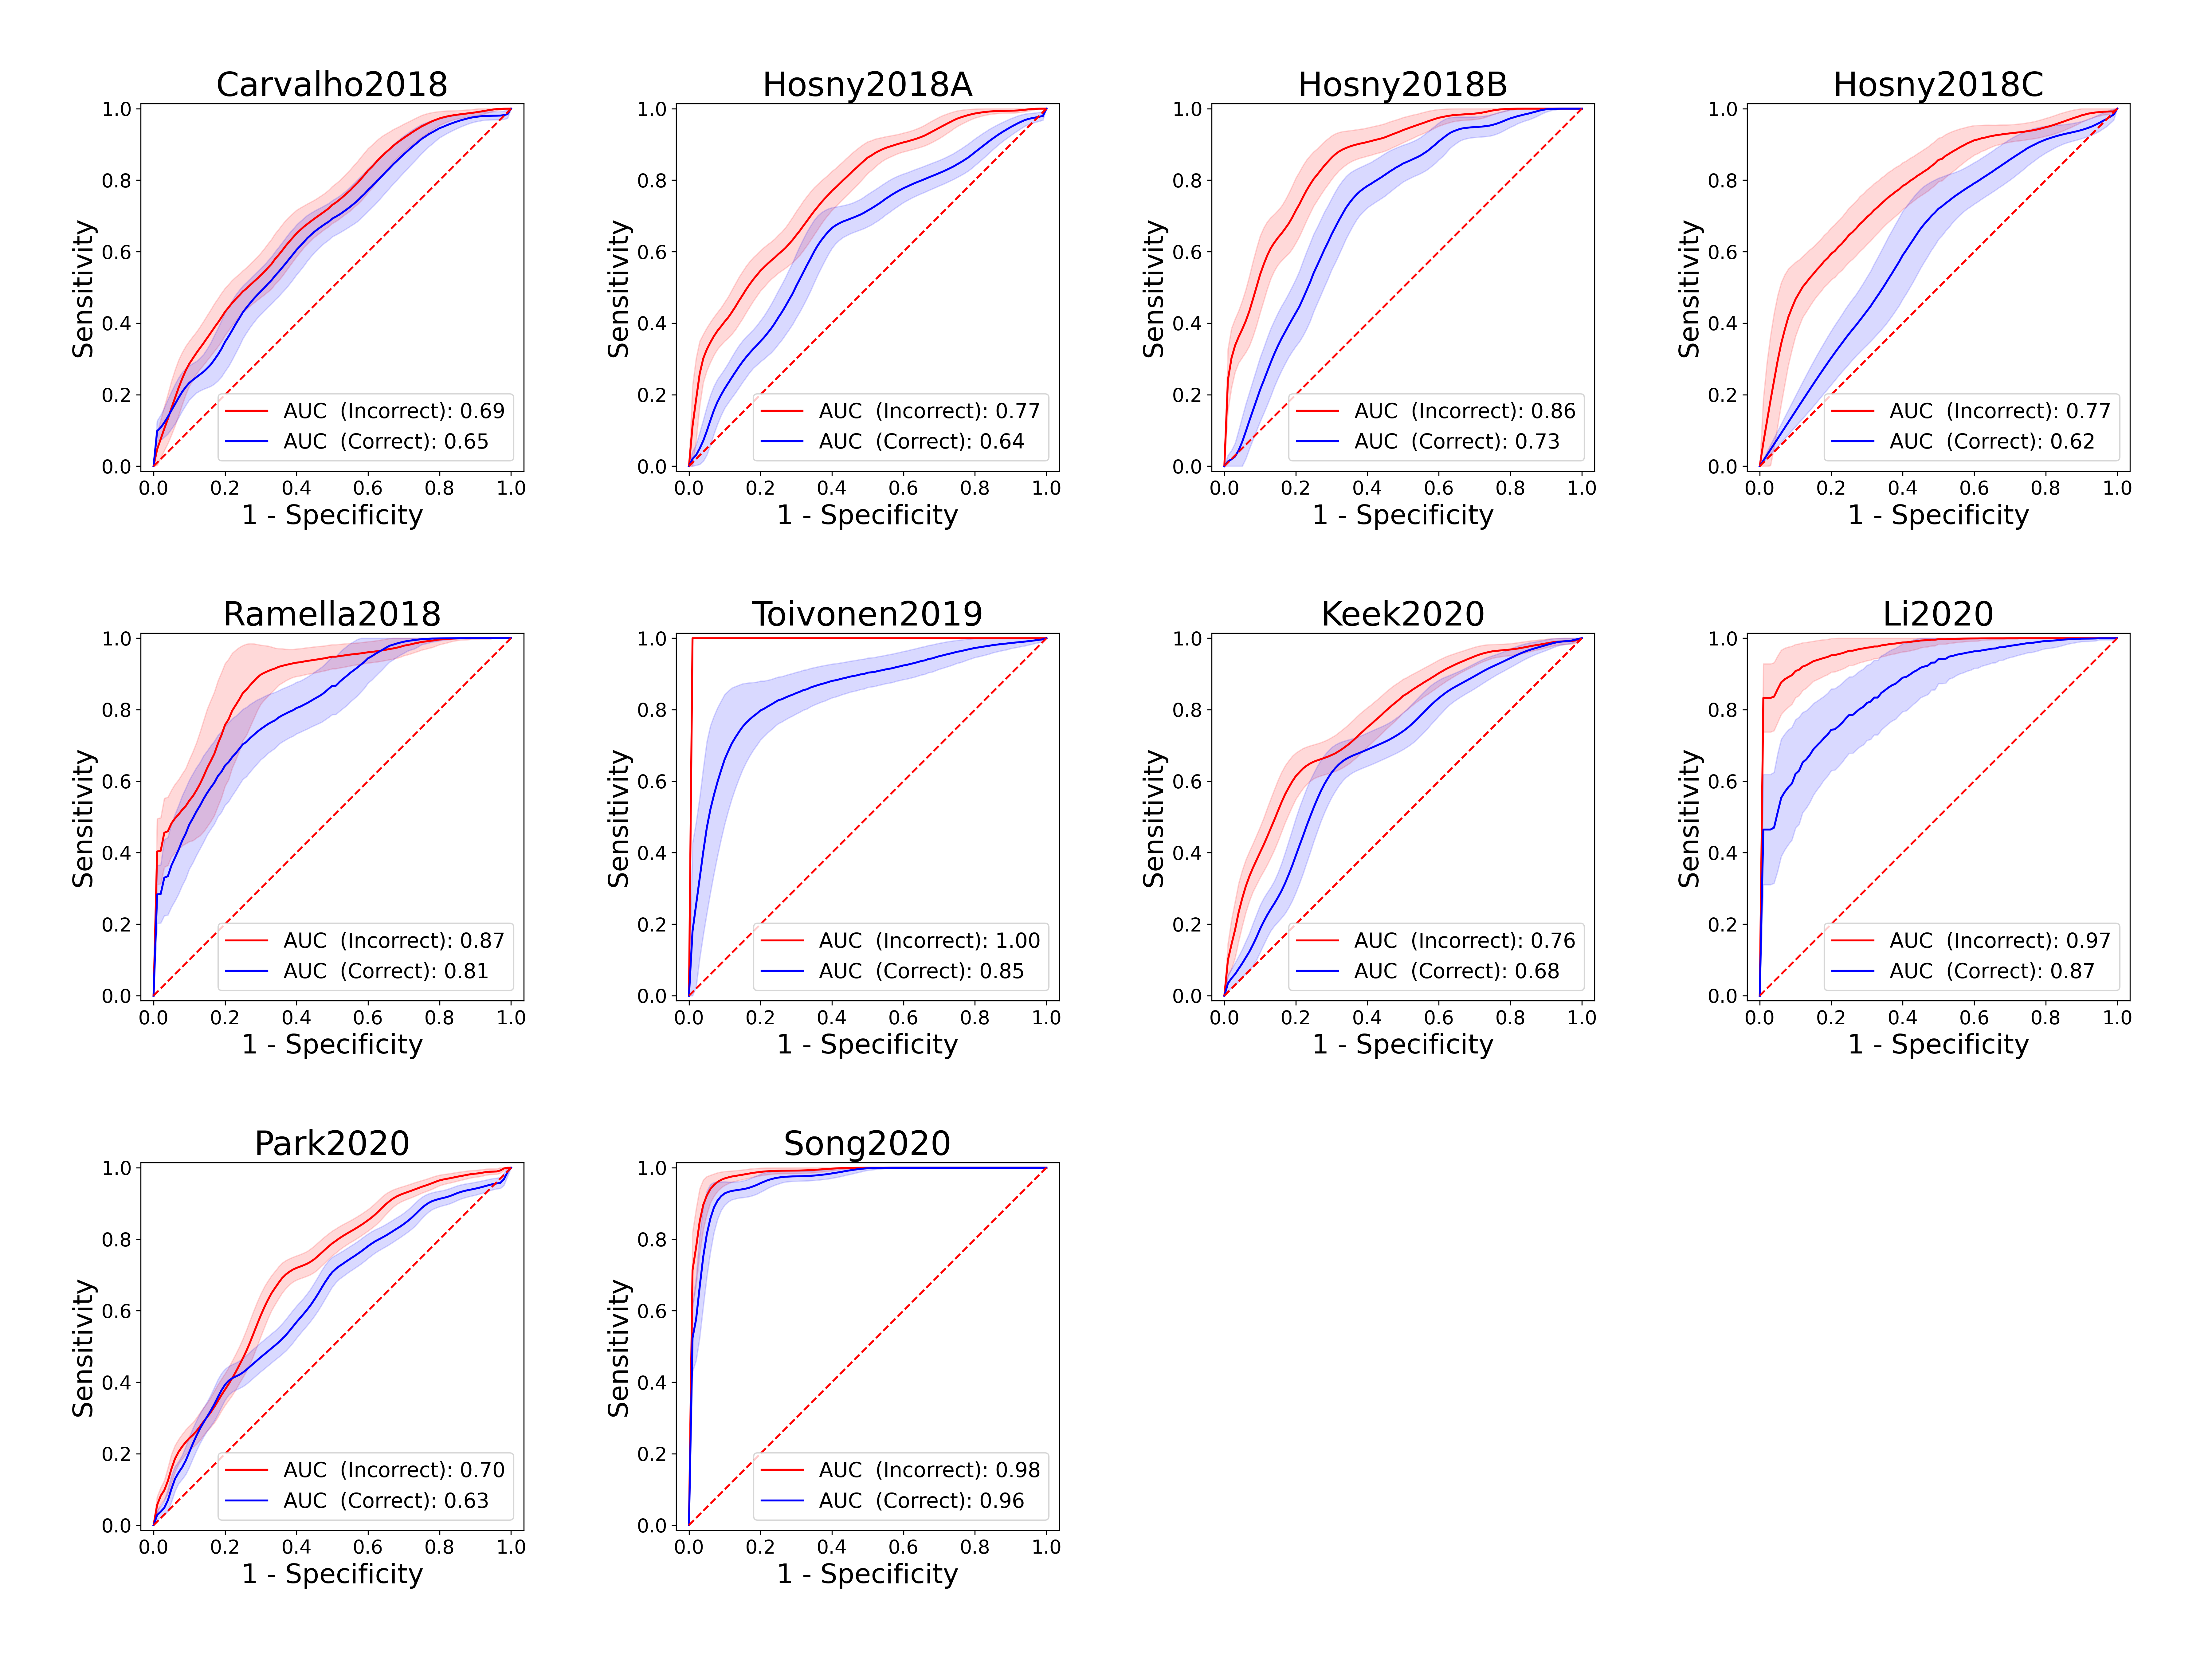 Carvalho2018
1.0
0.8
0.6
0.4
0.2
0.0
Sensitivity
AUC (Incorrect): 0.69
AUC (Correct): 0.65
0.0 0.2 0.4 0.6 0.8 1.0
1 - Specificity
Hosny2018A
1.0
0.8
0.6
0.4
0.2
0.0
Sensitivity
AUC (Incorrect): 0.77
AUC (Correct): 0.64
0.0 0.2 0.4 0.6 0.8 1.0
1 - Specificity
Hosny2018B
1.0
0.8
0.6
0.4
0.2
0.0
Sensitivity
AUC (Incorrect): 0.86
AUC (Correct): 0.73
0.0 0.2 0.4 0.6 0.8 1.0
1 - Specificity
Hosny2018C
1.0
0.8
0.6
0.4
0.2
0.0
Sensitivity
AUC (Incorrect): 0.77
AUC (Correct): 0.62
0.0 0.2 0.4 0.6 0.8 1.0
1 - Specificity
Ramella2018
1.0
0.8
0.6
0.4
0.2
0.0
Sensitivity
AUC (Incorrect): 0.87
AUC (Correct): 0.81
0.0 0.2 0.4 0.6 0.8 1.0
1 - Specificity
Toivonen2019
1.0
0.8
0.6
0.4
0.2
0.0
Sensitivity
AUC (Incorrect): 1.00
AUC (Correct): 0.85
0.0 0.2 0.4 0.6 0.8 1.0
1 - Specificity
Keek2020
1.0
0.8
0.6
0.4
0.2
0.0
Sensitivity
AUC (Incorrect): 0.76
AUC (Correct): 0.68
0.0 0.2 0.4 0.6 0.8 1.0
1 - Specificity
Li2020
1.0
0.8
0.6
0.4
0.2
0.0
Sensitivity
AUC (Incorrect): 0.97
AUC (Correct): 0.87
0.0 0.2 0.4 0.6 0.8 1.0
1 - Specificity
Park2020
1.0
0.8
0.6
0.4
0.2
0.0
Sensitivity
AUC (Incorrect): 0.70
AUC (Correct): 0.63
0.0 0.2 0.4 0.6 0.8 1.0
1 - Specificity
Song2020
1.0
0.8
0.6
0.4
0.2
0.0
Sensitivity
AUC (Incorrect): 0.98
AUC (Correct): 0.96
0.0 0.2 0.4 0.6 0.8 1.0
1 - Specificity